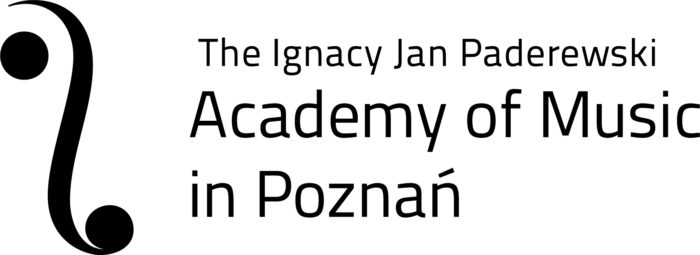 The Ignacy Jan Paderewski
Academy of Music
in Poznań